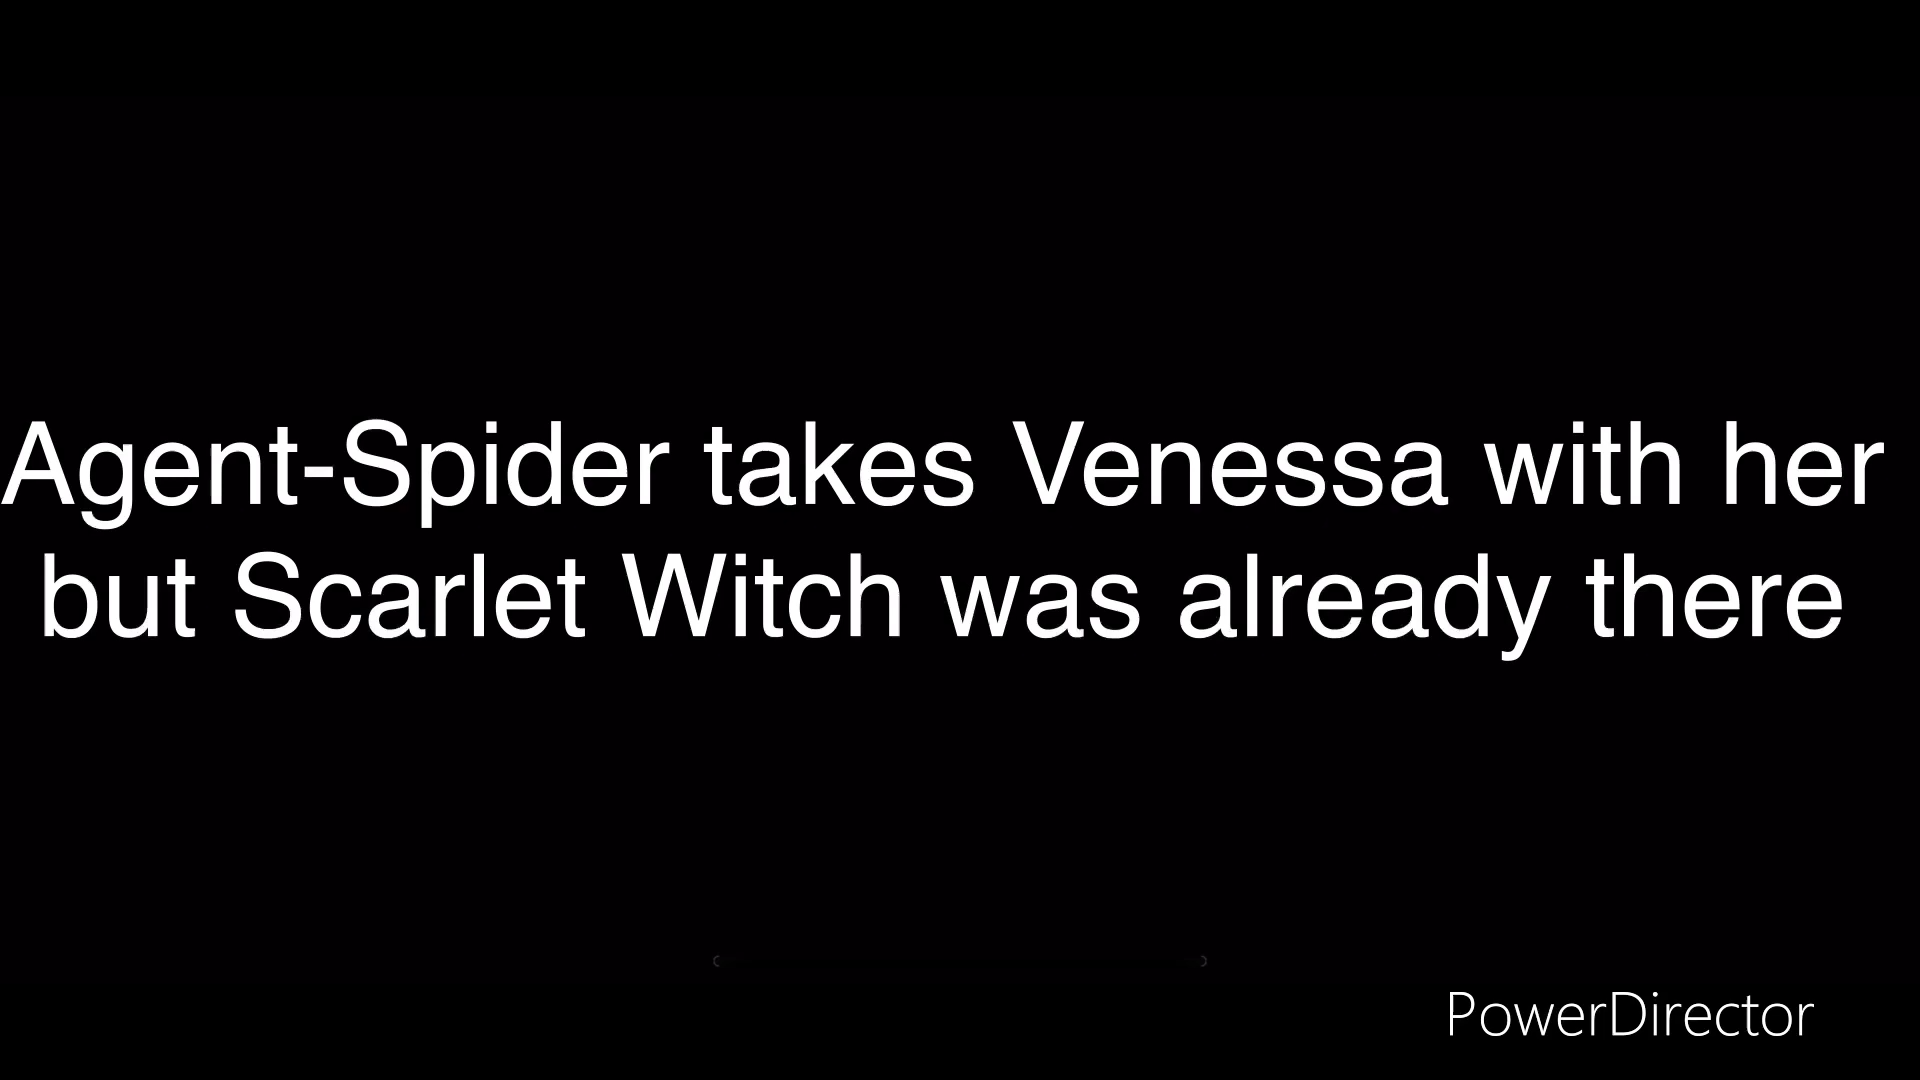 Agent-Spider takes Venessa with her
but Scarlet Witch was already there
PowerDirector